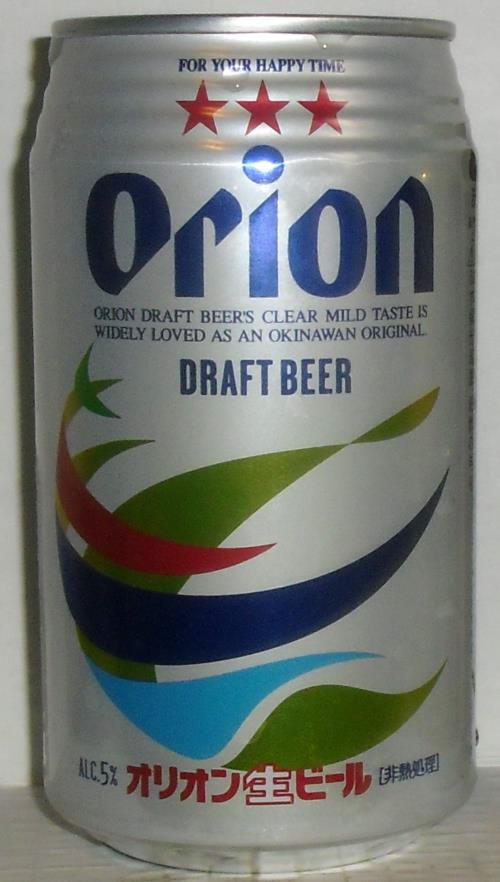 FOR YOUR HAPPY TIME
Orion
ORION DRAFT BEER'S CLEAR MILD TASTE IS
WIDELY LOVED AS AN OKINAWAN ORIGINAL.
DRAFT BEER
ALC.5% オリオン生ビール [非熱処理]